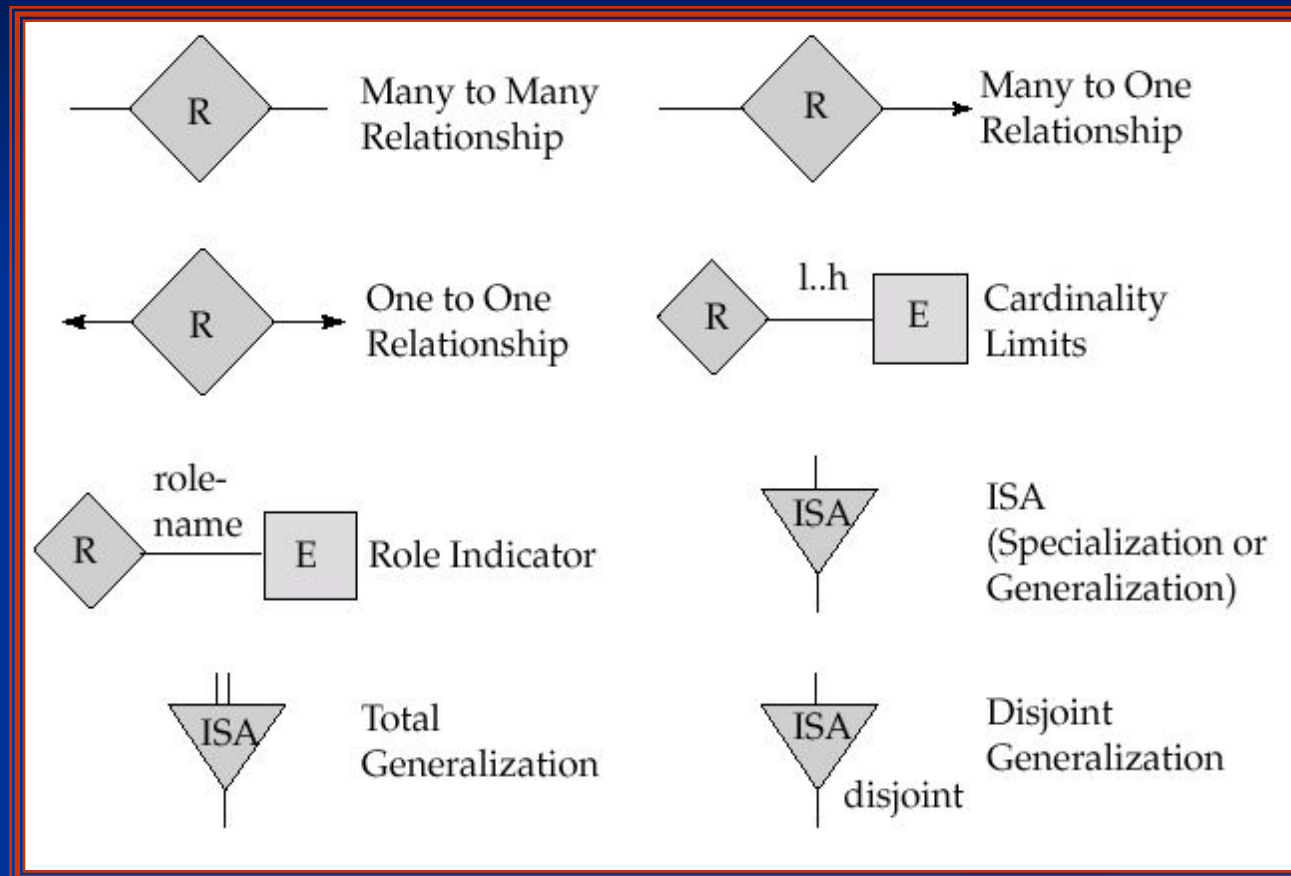 R
Many to Many
Relationship
R
Many to One
Relationship
R
One to One
Relationship
R
l..h
E
Cardinality
Limits
R
role-
name
E
Role Indicator
ISA
ISA
(Specialization or
Generalization)
ISA
Total
Generalization
ISA
disjoint
Disjoint
Generalization